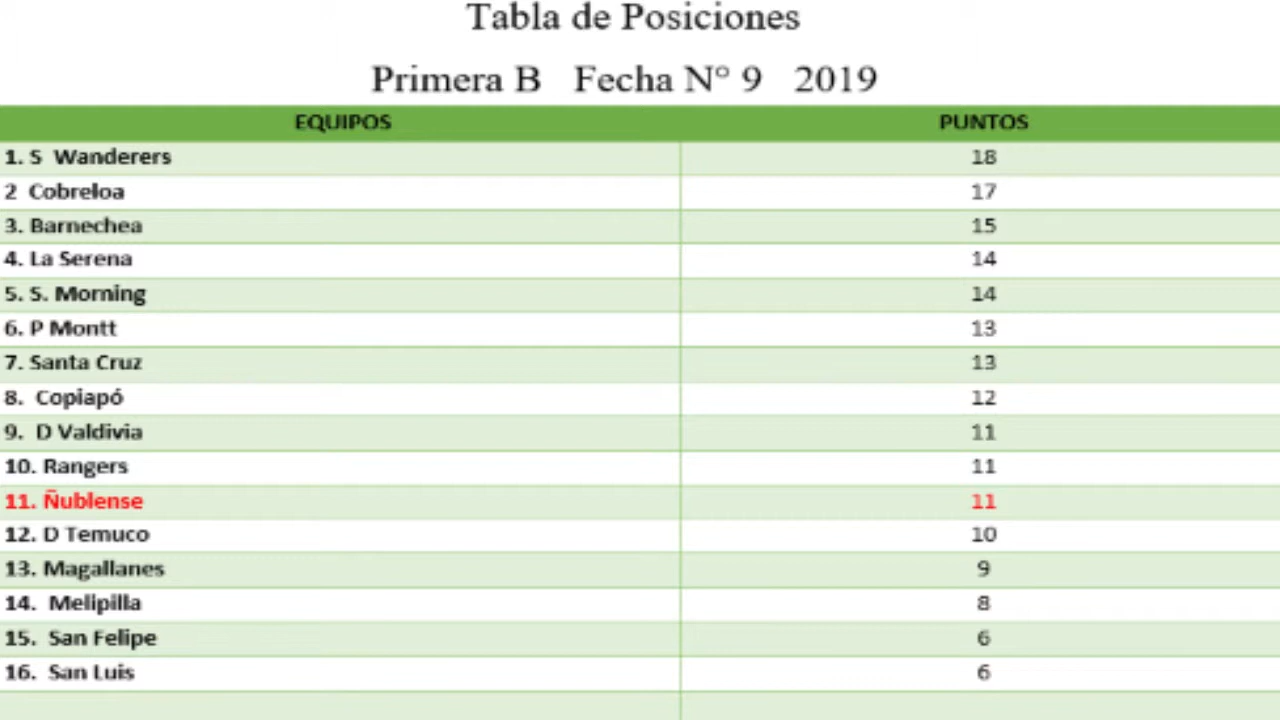 Tabla de Posiciones
Primera B Fecha N° 9 2019
EQUIPOS PUNTOS
1. S Wanderers 18
2 Cobreloa 17
3. Barnechea 15
4. La Serena 14
5. S. Morning 14
6. P Montt 13
7. Santa Cruz 13
8. Copiapó 12
9. D Valdivia 11
10. Rangers 11
11. Ñublense 11
12. D Temuco 10
13. Magallanes 9
14. Melipilla 8
15. San Felipe 6
16. San Luis 6